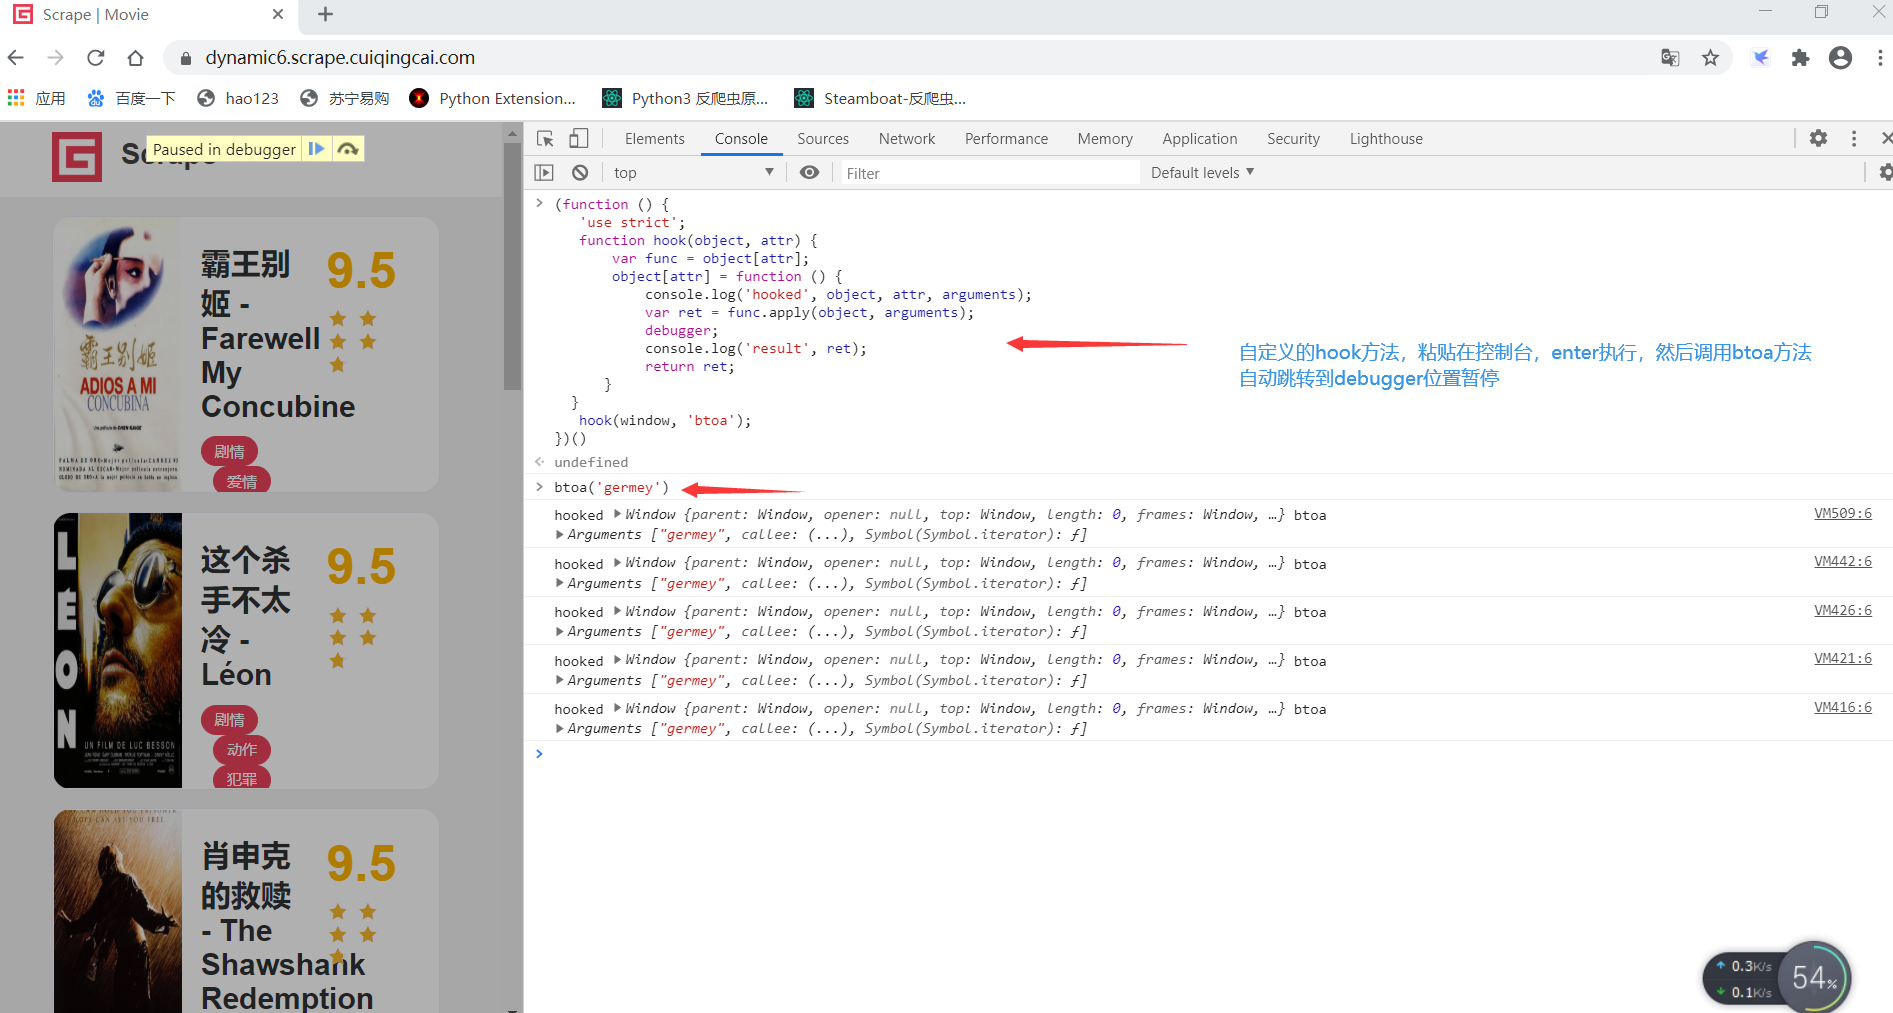 Scrape | Movie
dynamic6.scrape.cuiqingcai.com
应用
百度一下
hao123
苏宁易购
Python Extension...
Python3 反爬虫原...
Steamboat-反爬虫...
Scrape
Paused in debugger
霸王别
姬 -
Farewell
My
Concubine
9.5
剧情
爱情
霸王别姬
ADIOS A MI
CONCUBINA
这个杀
手不太
冷 -
Léon
9.5
剧情
动作
犯罪
LÉON
UN FILM DE LUC BESSON
肖申克
的救赎
- The
Shawshank
Redemption
9.5
Elements Console Sources Network Performance Memory Application Security Lighthouse
top
Filter
Default levels
(function () {
'use strict';
function hook(object, attr) {
var func = object[attr];
object[attr] = function () {
console.log('hooked', object, attr, arguments);
var ret = func.apply(object, arguments);
debugger;
console.log('result', ret);
return ret;
}
}
hook(window, 'btoa');
})()
undefined
自定义的hook方法，粘贴在控制台，enter执行，然后调用btoa方法
自动跳转到debugger位置暂停
btoa('germey')
hooked Window {parent: Window, opener: null, top: Window, length: 0, frames: Window, …} btoa VM509:6
Arguments ["germey", callee: (...), Symbol(Symbol.iterator): ƒ]
hooked Window {parent: Window, opener: null, top: Window, length: 0, frames: Window, …} btoa VM442:6
Arguments ["germey", callee: (...), Symbol(Symbol.iterator): ƒ]
hooked Window {parent: Window, opener: null, top: Window, length: 0, frames: Window, …} btoa VM426:6
Arguments ["germey", callee: (...), Symbol(Symbol.iterator): ƒ]
hooked Window {parent: Window, opener: null, top: Window, length: 0, frames: Window, …} btoa VM421:6
Arguments ["germey", callee: (...), Symbol(Symbol.iterator): ƒ]
hooked Window {parent: Window, opener: null, top: Window, length: 0, frames: Window, …} btoa VM416:6
Arguments ["germey", callee: (...), Symbol(Symbol.iterator): ƒ]
0.3K/s
0.1K/s
54%